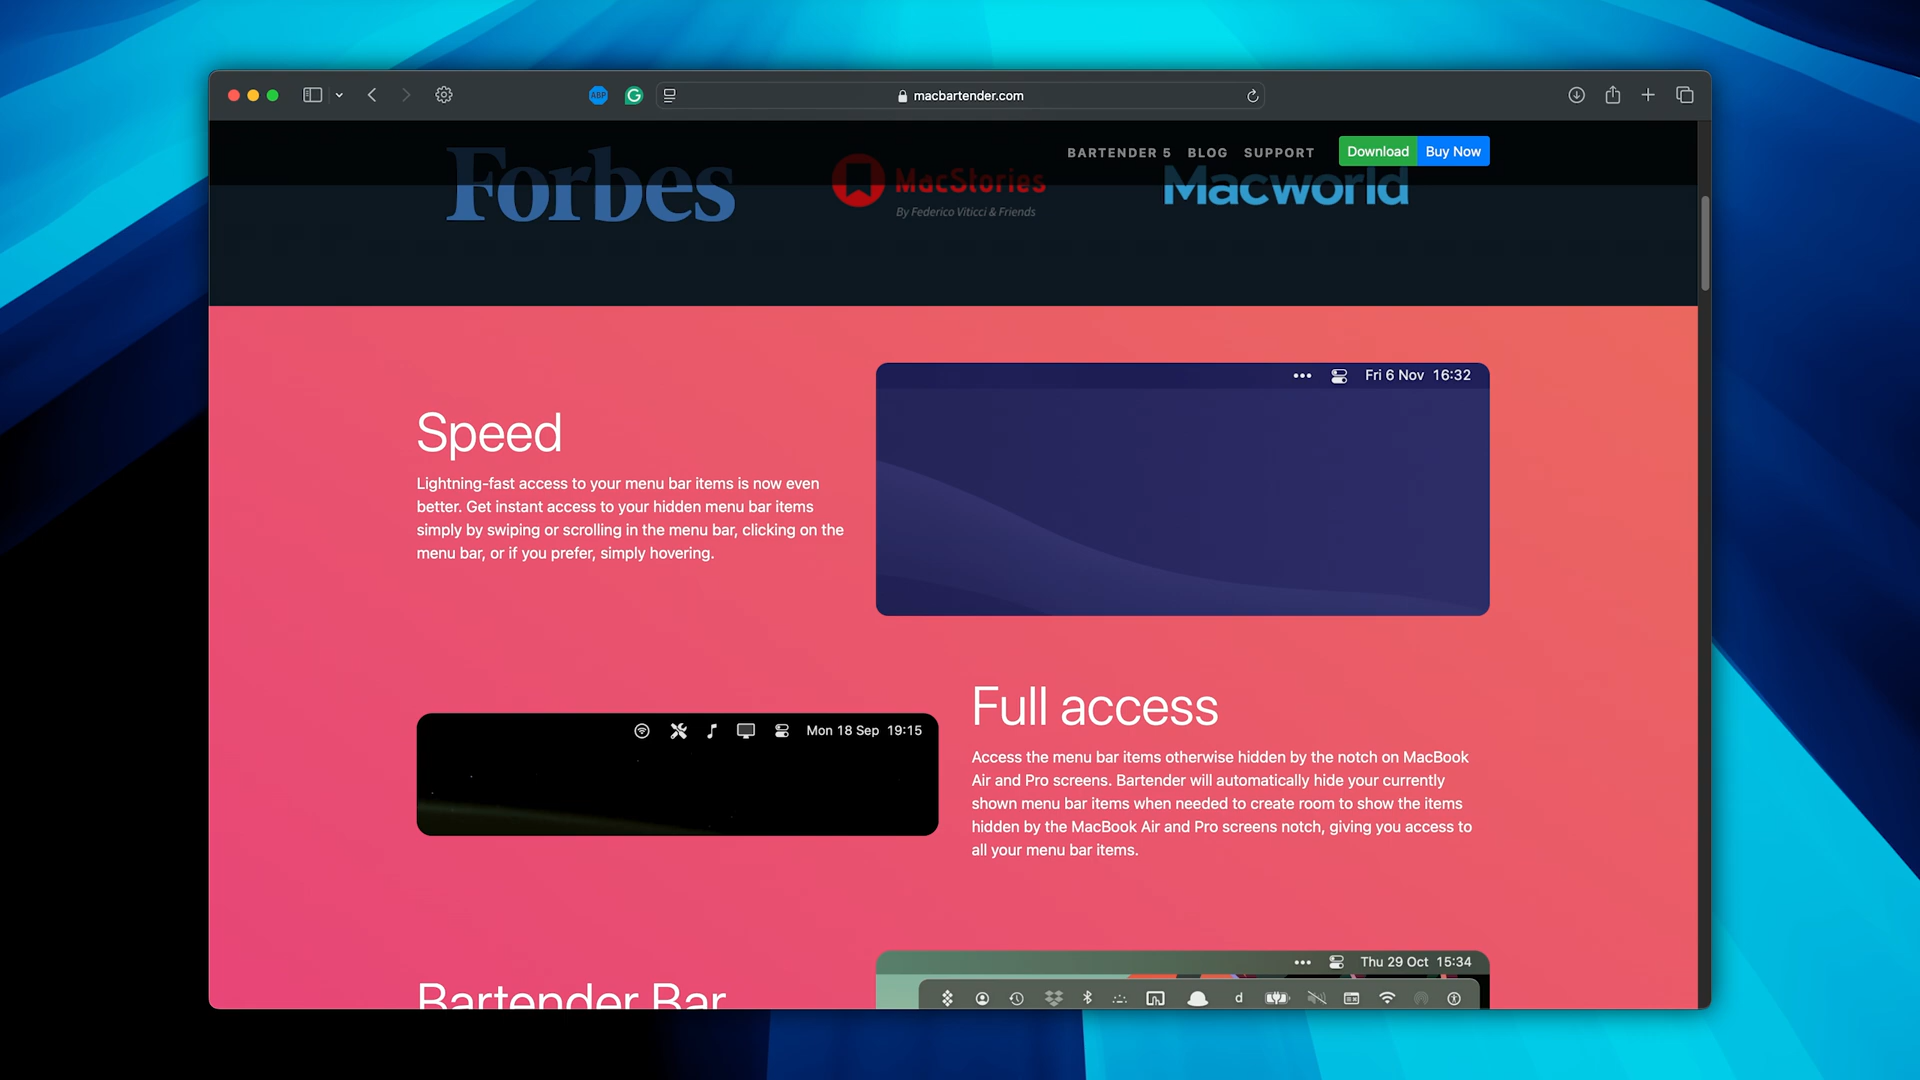 ABP
macbartender.com
BARTENDER 5 BLOG SUPPORT Download Buy Now
Forbes
MacStories
By Federico Viticci & Friends
Macworld
Fri 6 Nov 16:32
Speed
Lightning-fast access to your menu bar items is now even
better. Get instant access to your hidden menu bar items
simply by swiping or scrolling in the menu bar, clicking on the
menu bar, or if you prefer, simply hovering.
Mon 18 Sep 19:15
Full access
Access the menu bar items otherwise hidden by the notch on MacBook
Air and Pro screens. Bartender will automatically hide your currently
shown menu bar items when needed to create room to show the items
hidden by the MacBook Air and Pro screens notch, giving you access to
all your menu bar items.
Thu 29 Oct 15:34
Bartender Bar
d